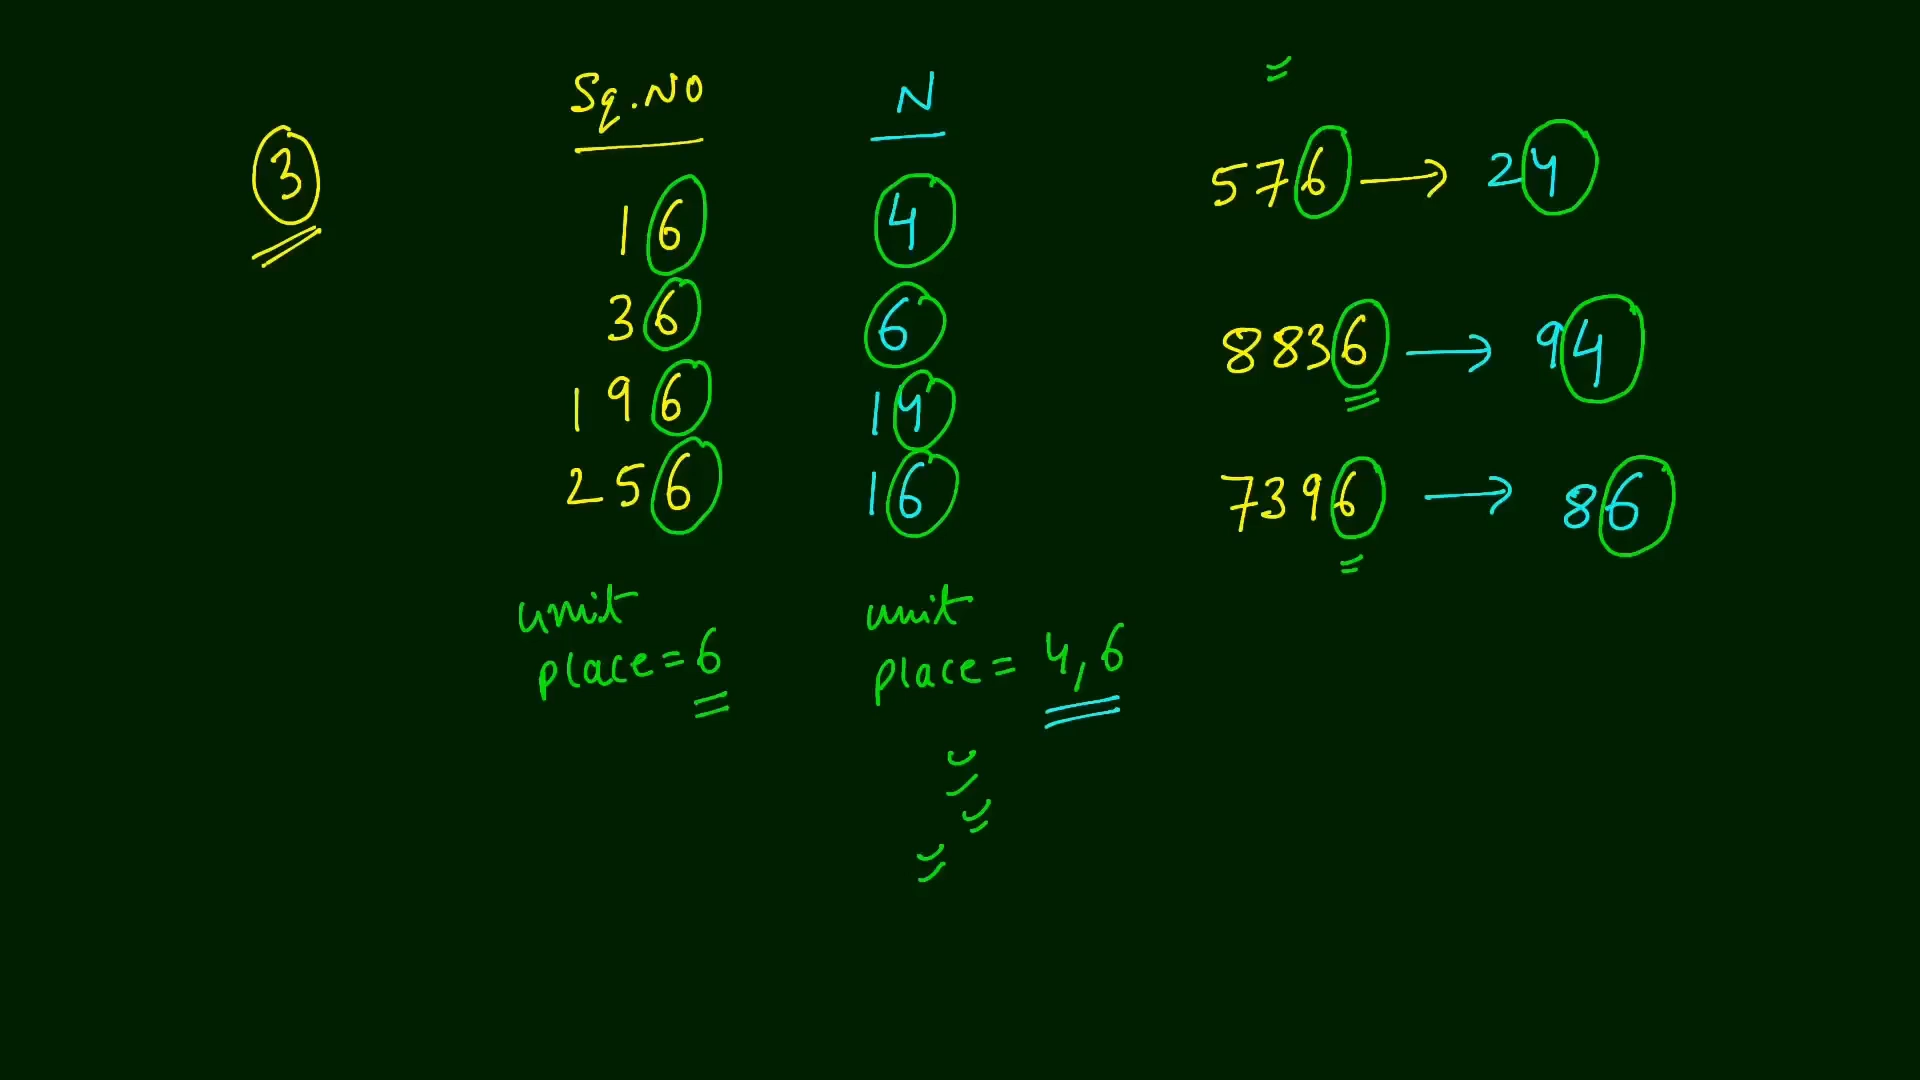 3
Sq.No N
16 4
36 6
196 14
256 16
unit place = 6
unit place = 4, 6
576 → 24
8836 → 94
7396 → 86